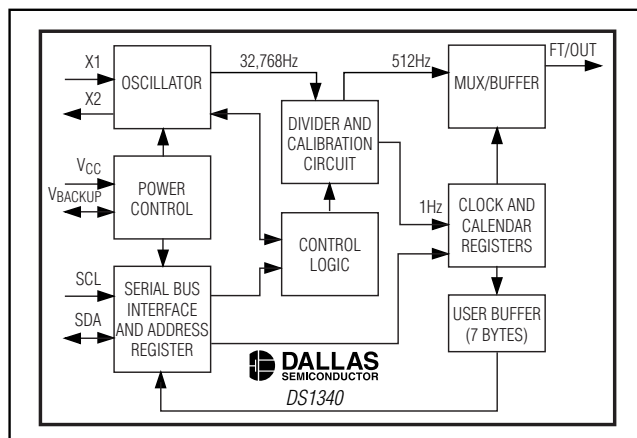 X1
X2
OSCILLATOR
32,768Hz
512Hz
MUX/BUFFER
FT/OUT
DIVIDER AND
CALIBRATION
CIRCUIT
VCC
VBACKUP
POWER
CONTROL
1Hz
CLOCK AND
CALENDAR
REGISTERS
CONTROL
LOGIC
SCL
SDA
SERIAL BUS
INTERFACE
AND ADDRESS
REGISTER
USER BUFFER
(7 BYTES)
DALLAS
SEMICONDUCTOR
DS1340